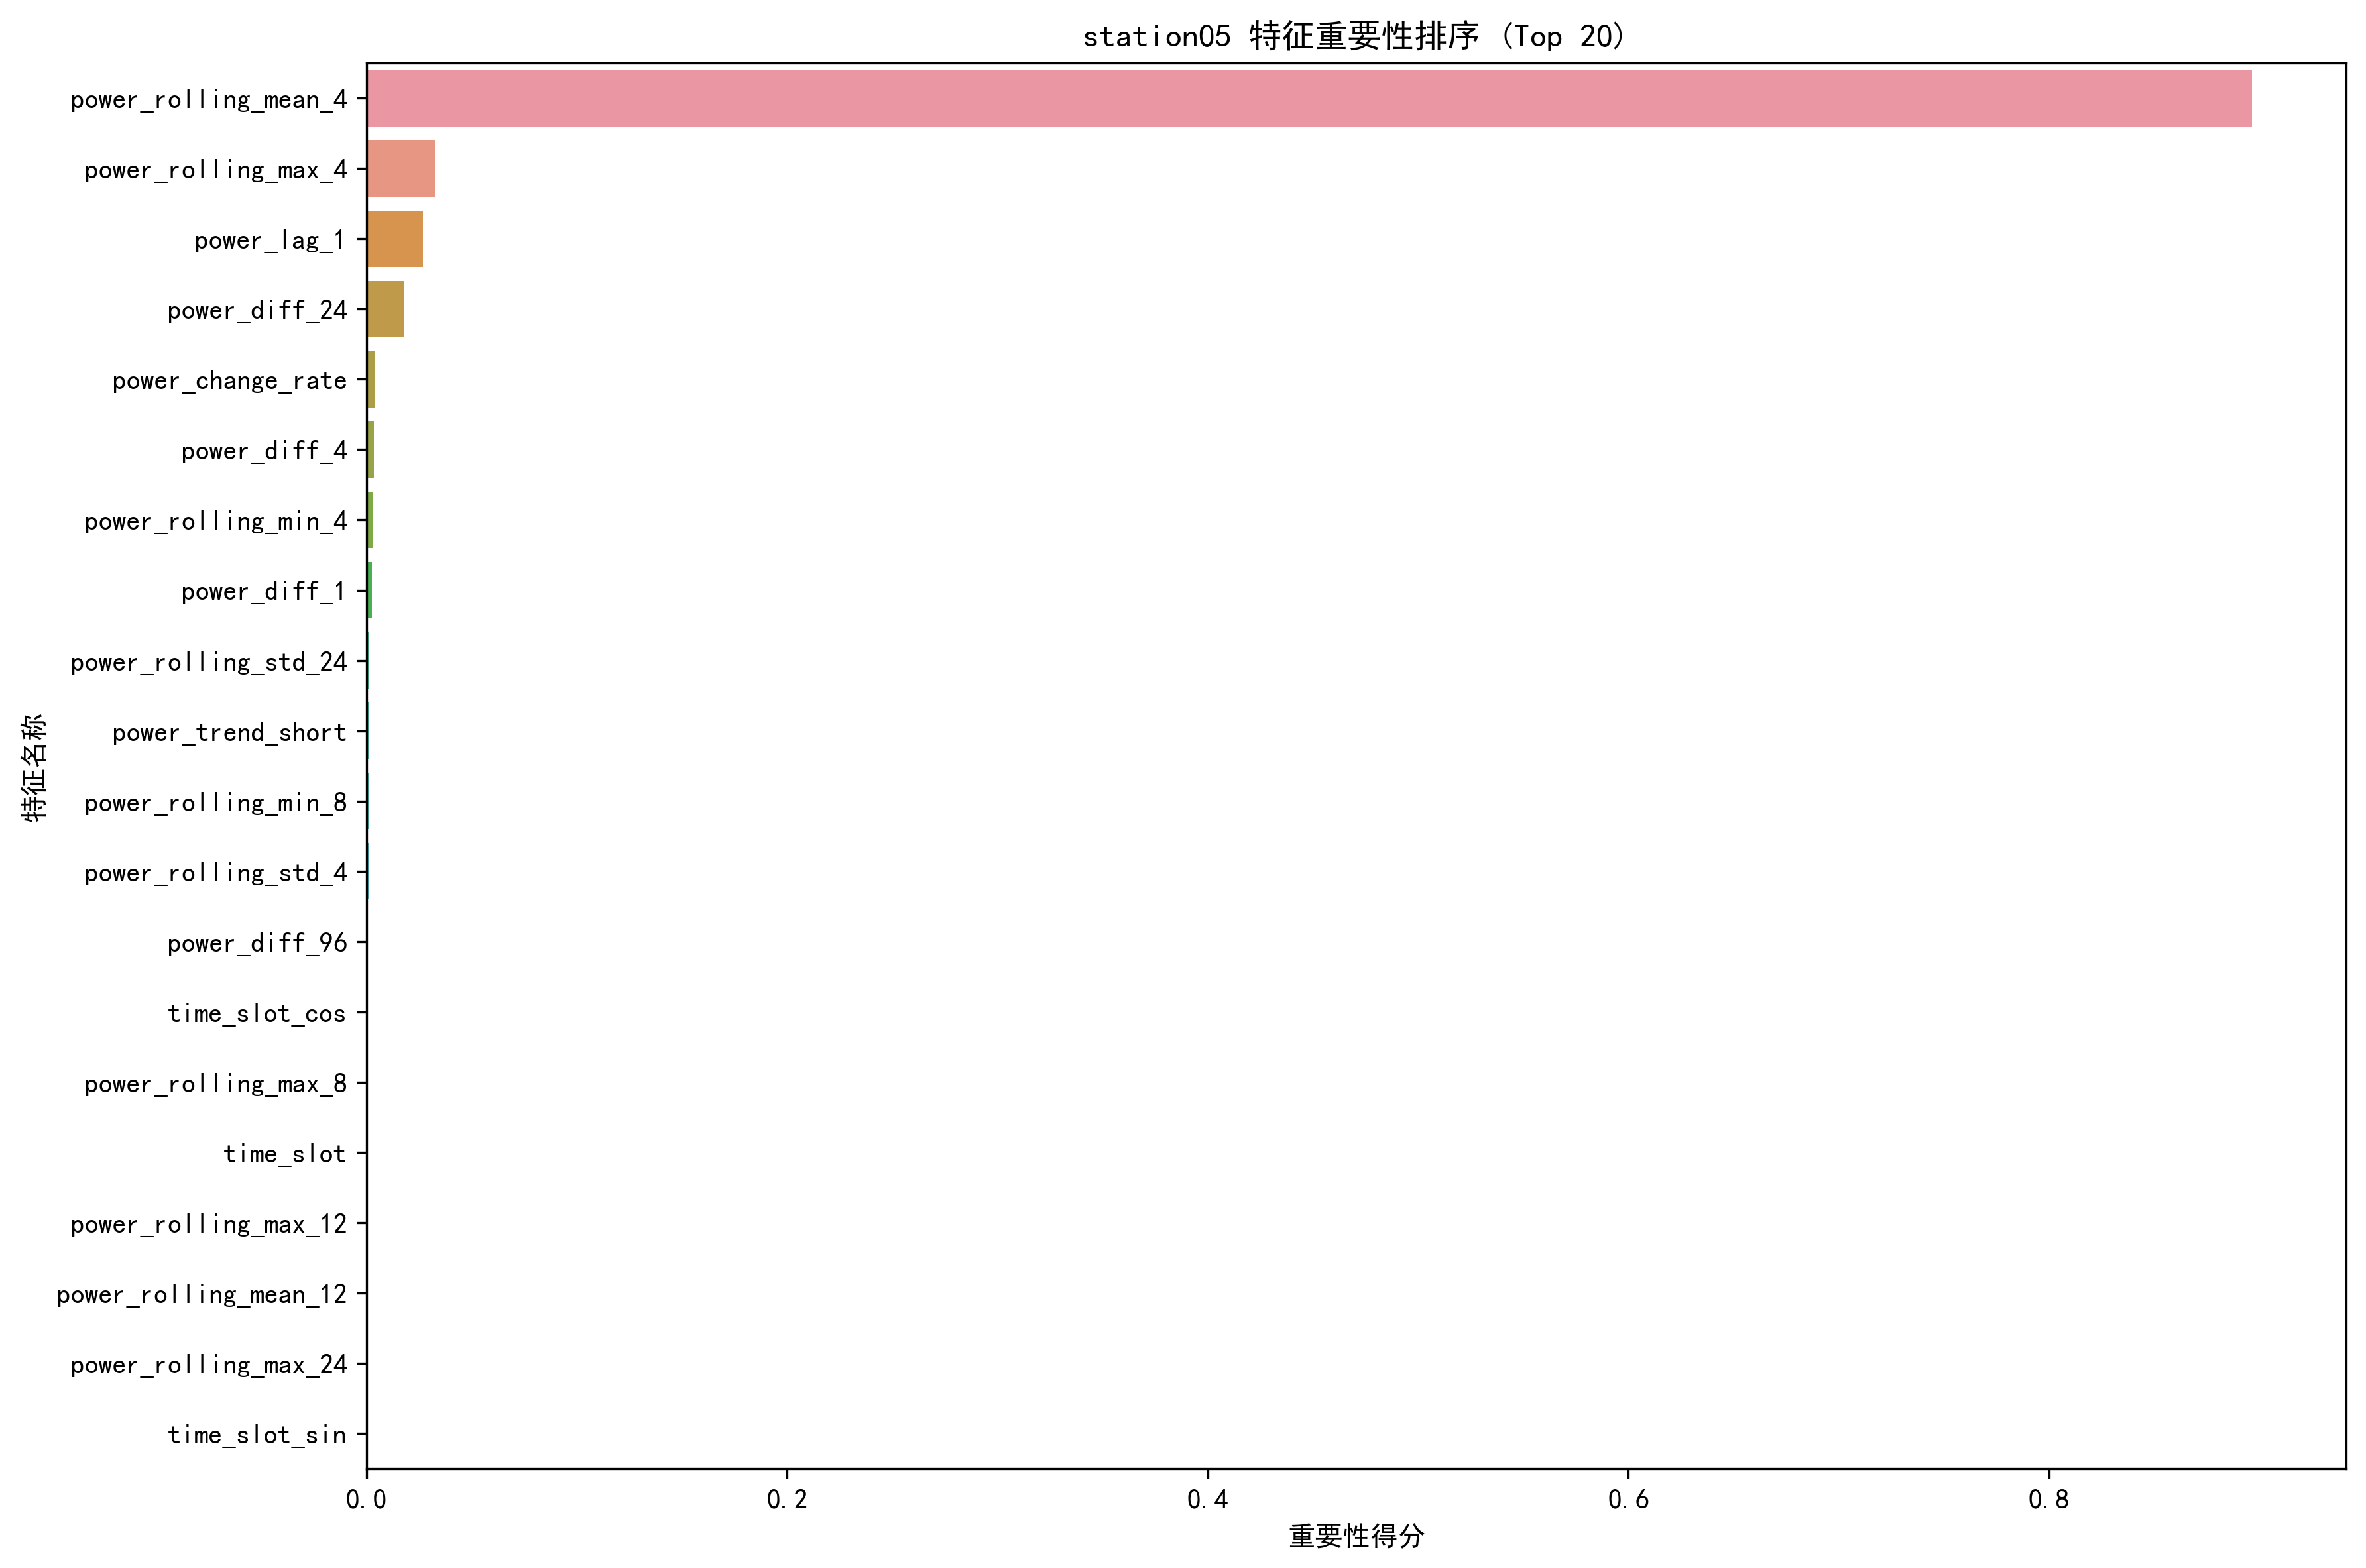 station05 特征重要性排序 (Top 20)
power_rolling_mean_4
power_rolling_max_4
power_lag_1
power_diff_24
power_change_rate
power_diff_4
power_rolling_min_4
power_diff_1
power_rolling_std_24
power_trend_short
power_rolling_min_8
power_rolling_std_4
power_diff_96
time_slot_cos
power_rolling_max_8
time_slot
power_rolling_max_12
power_rolling_mean_12
power_rolling_max_24
time_slot_sin
特征名称
0.0 0.2 0.4 0.6 0.8
重要性得分